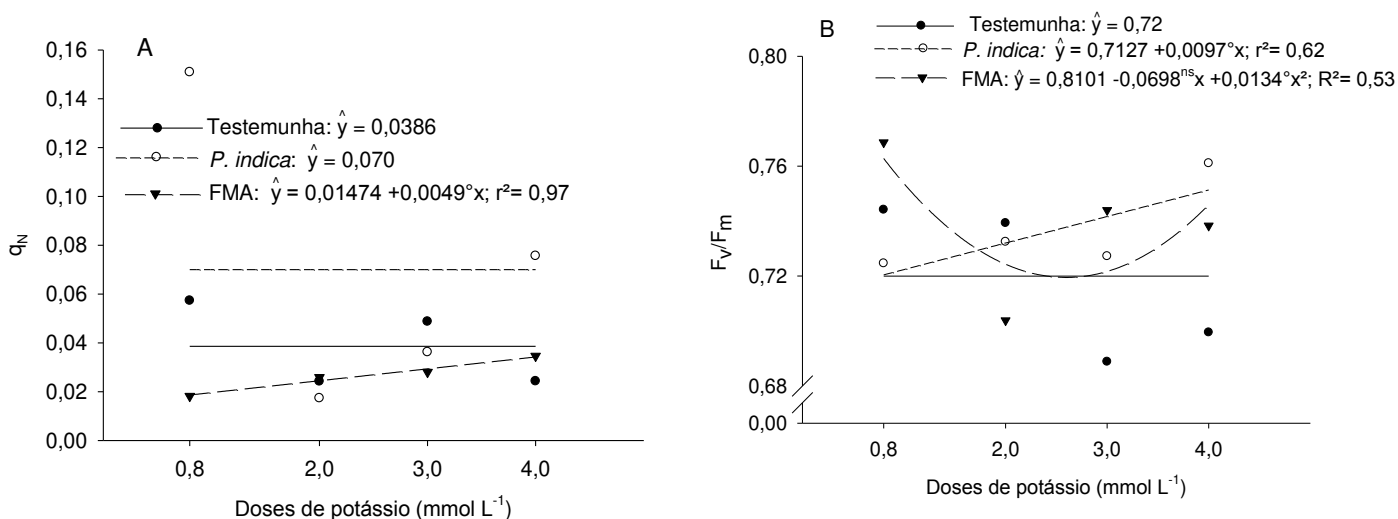 A
0,16
0,14
0,12
0,10
0,08
0,06
0,04
0,02
0,00
qN
Testemunha: ŷ = 0,0386
P. indica: ŷ = 0,070
FMA: ŷ = 0,01474 +0,0049°x; r²= 0,97
0,8 2,0 3,0 4,0
Doses de potássio (mmol L⁻¹)
B
Testemunha: ŷ = 0,72
P. indica: ŷ = 0,7127 +0,0097°x; r²= 0,62
FMA: ŷ = 0,8101 -0,0698ⁿˢx +0,0134°x²; R²= 0,53
0,80
0,76
0,72
0,68
0,00
Fv/Fm
0,8 2,0 3,0 4,0
Doses de potássio (mmol L⁻¹)